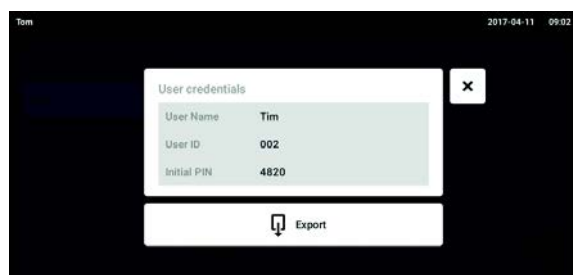 Tom 2017-04-11 09:02
User credentials
User Name Tim
User ID 002
Initial PIN 4820
Export